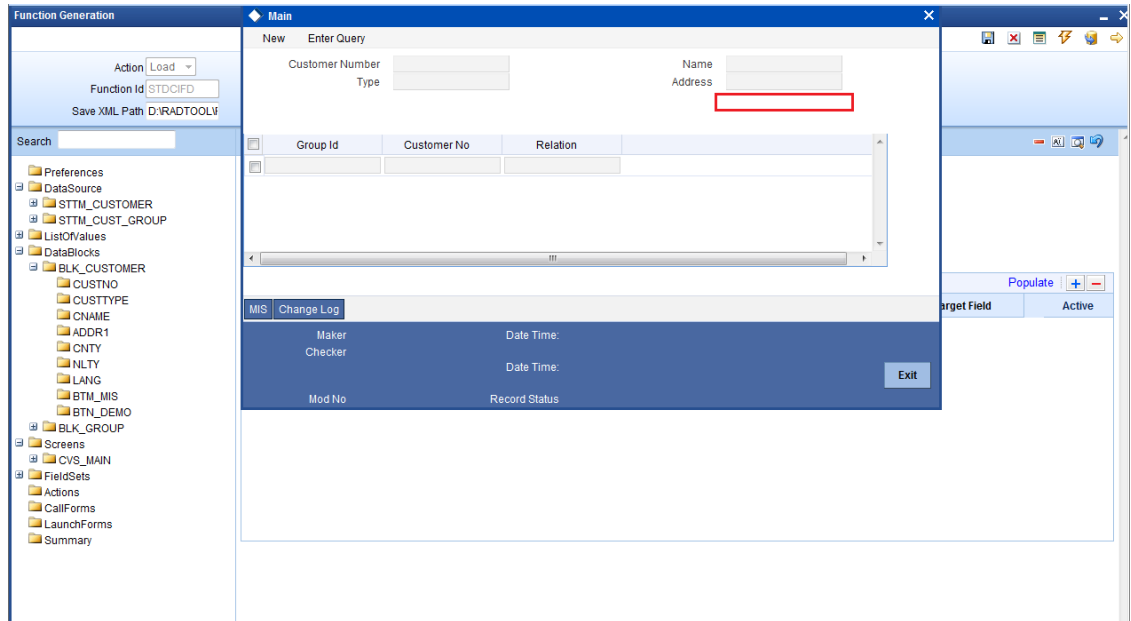 Function Generation
Main
New Enter Query
Action Load
Function Id STDCIFD
Save XML Path D:\RADTOOL\F
Customer Number Name
Type Address
Search
Group Id Customer No Relation
Preferences
DataSource
STTM_CUSTOMER
STTM_CUST_GROUP
ListOfValues
DataBlocks
BLK_CUSTOMER
CUSTNO
CUSTTYPE
CNAME
ADDR1
CNTY
NLTY
LANG
BTM_MIS
BTN_DEMO
BLK_GROUP
Screens
CVS_MAIN
FieldSets
Actions
CallForms
LaunchForms
Summary
Populate
arget Field Active
MIS Change Log
Maker Date Time:
Checker
Date Time:
Exit
Mod No Record Status